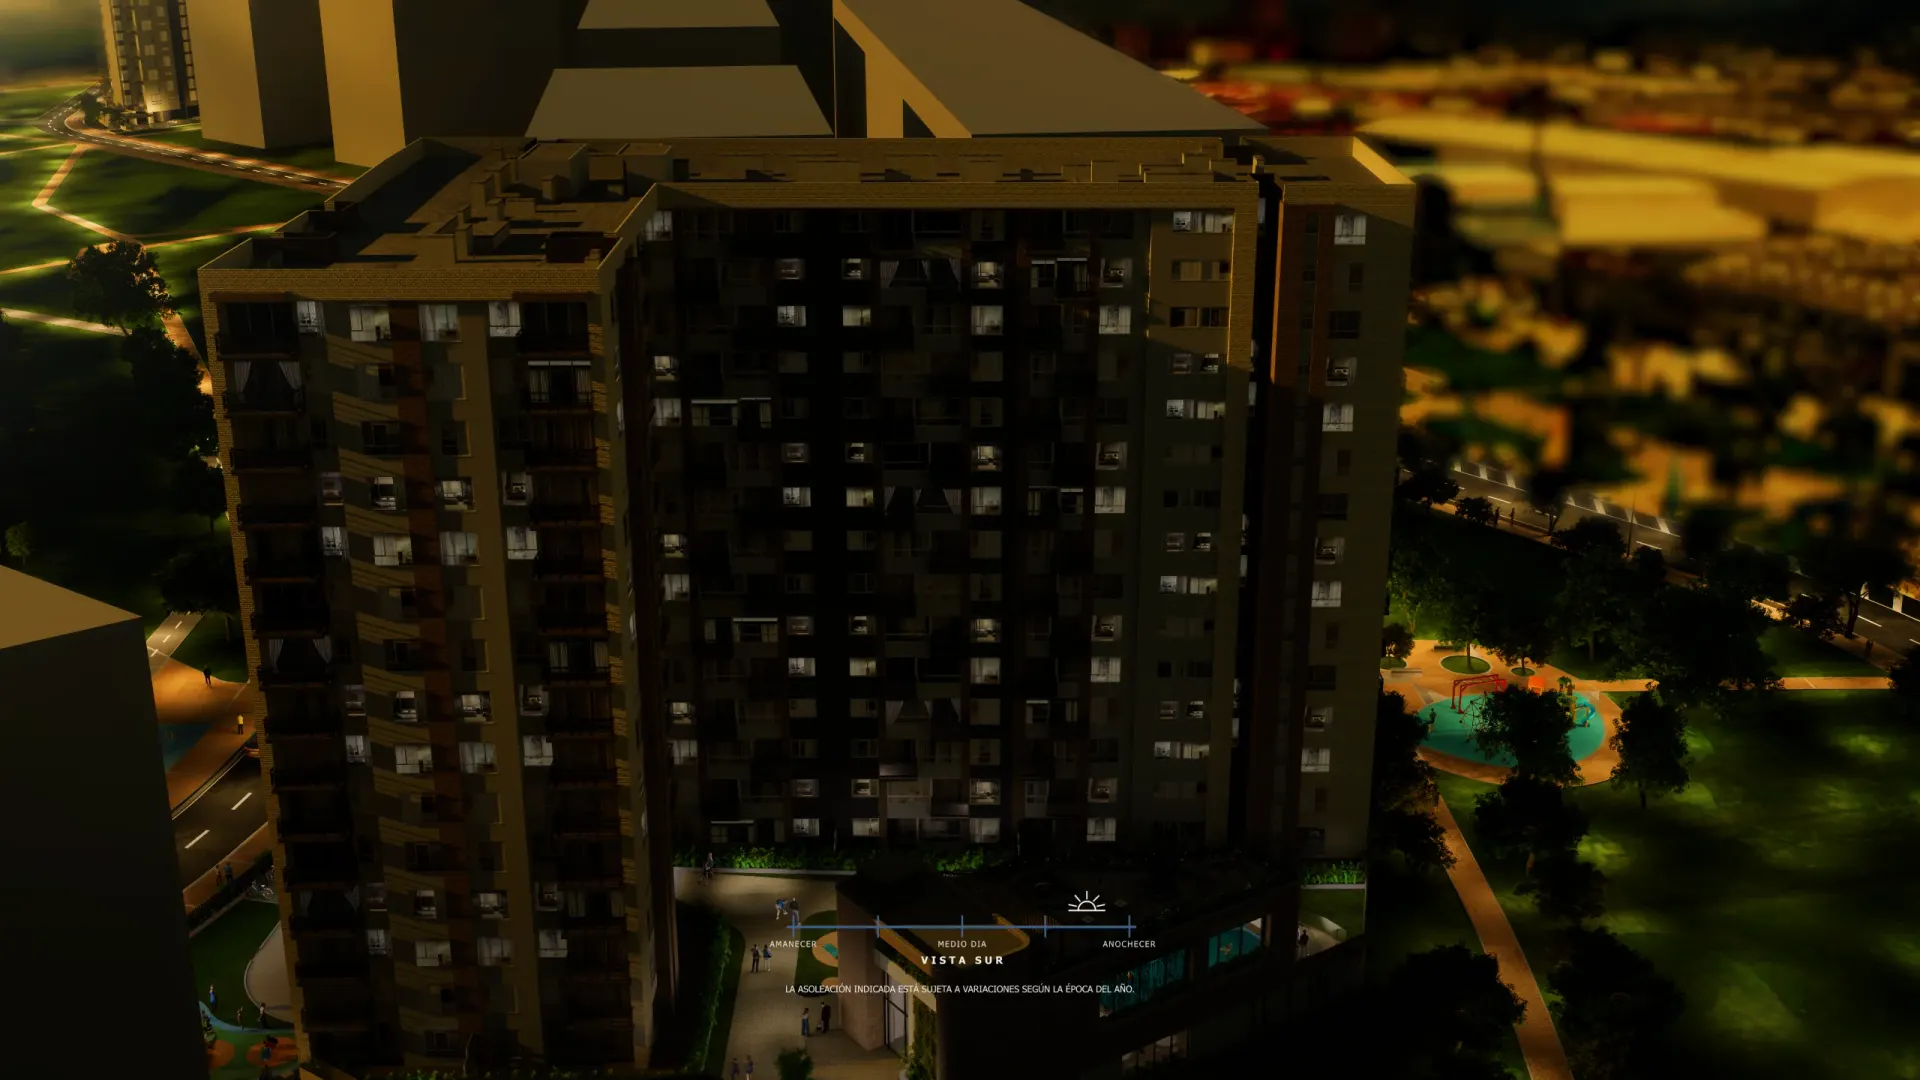 AMANECER
MEDIO DIA
ANOCHECER
VISTA SUR
LA ASOLEACIÓN INDICADA ESTÁ SUJETA A VARIACIONES SEGÚN LA ÉPOCA DEL AÑO.